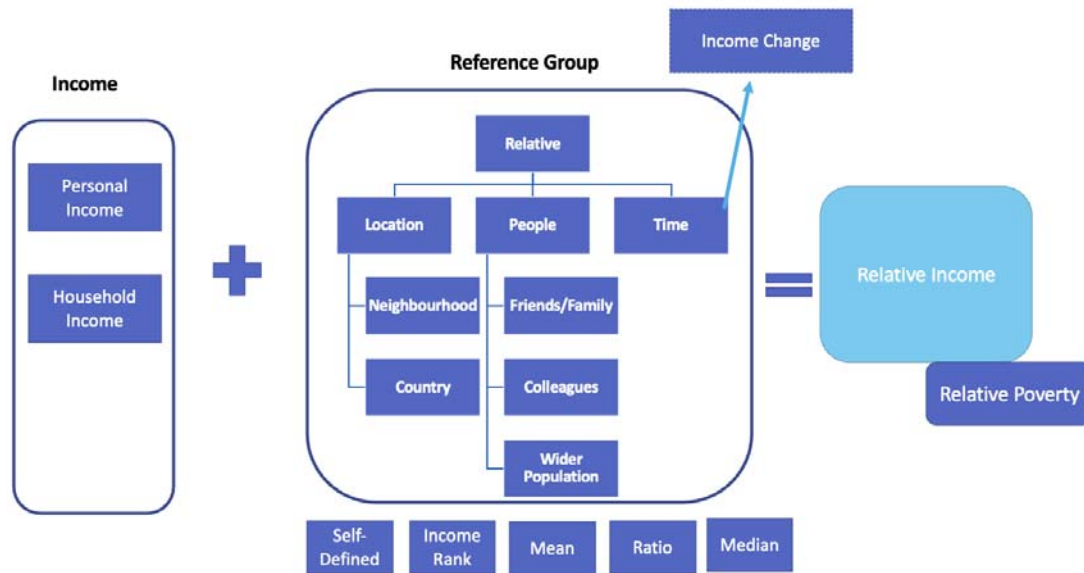 Income Change
Reference Group
Income
Relative
Personal
Income
Location
People
Time
Relative Income
Household
Income
Neighbourhood
Friends/Family
Country
Colleagues
Relative Poverty
Wider
Population
Self-
Defined
Income
Rank
Mean
Ratio
Median